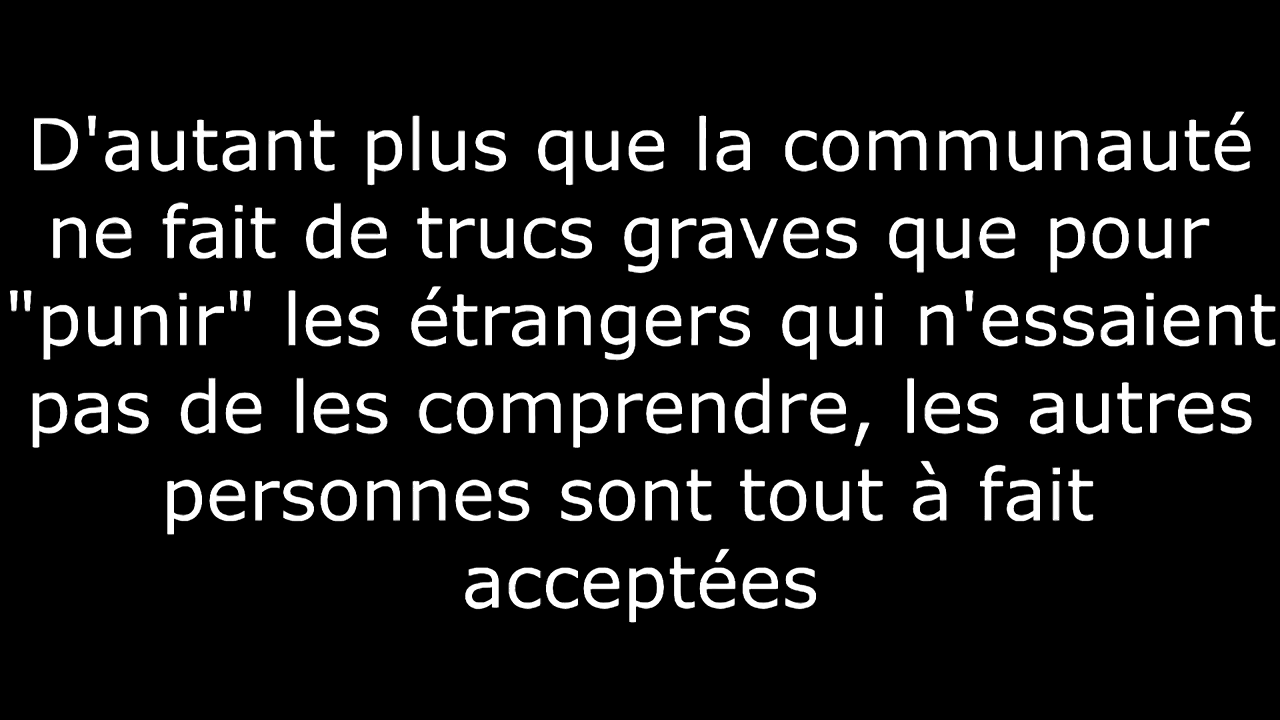 D'autant plus que la communauté
ne fait de trucs graves que pour
"punir" les étrangers qui n'essaient
pas de les comprendre, les autres
personnes sont tout à fait
acceptées